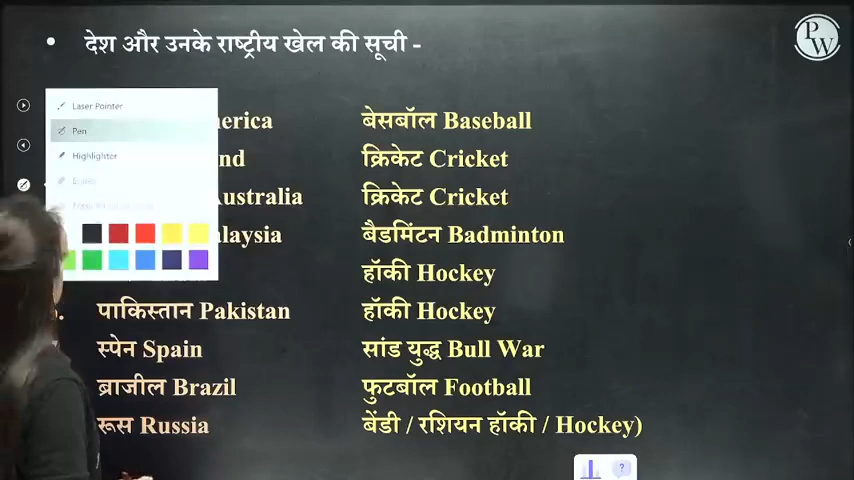 • देश और उनके राष्ट्रीय खेल की सूची -
PW
Laser Pointer
Pen
Highlighter
erica बेसबॉल Baseball
nd क्रिकेट Cricket
ustralia क्रिकेट Cricket
laysia बैडमिंटन Badminton
हॉकी Hockey
पाकिस्तान Pakistan हॉकी Hockey
स्पेन Spain सांड युद्ध Bull War
ब्राजील Brazil फुटबॉल Football
रूस Russia बेंडी / रशियन हॉकी / Hockey)
?